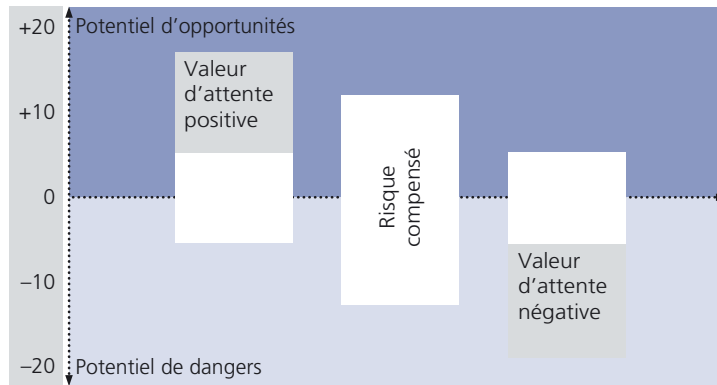 +20
Potentiel d’opportunités
Valeur
d’attente
positive
+10
Risque
compensé
0
Valeur
d’attente
négative
–10
–20
Potentiel de dangers